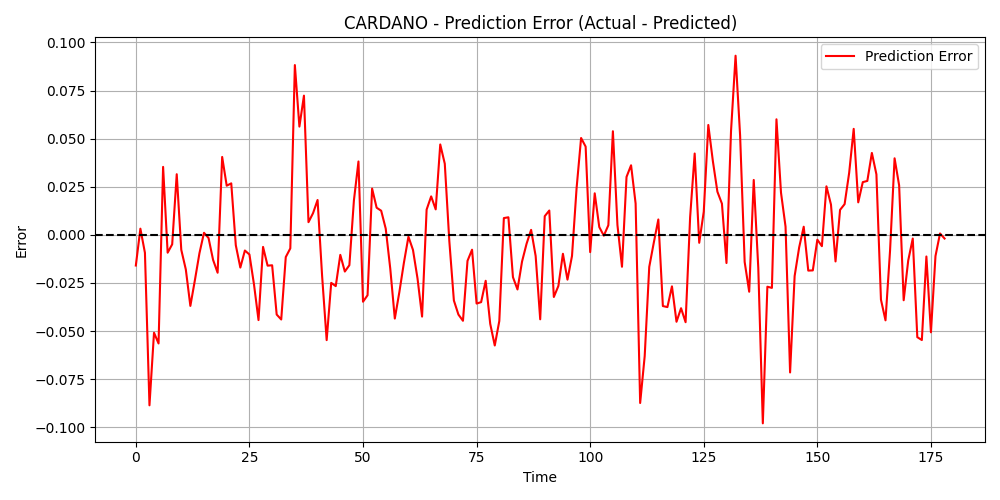 CARDANO - Prediction Error (Actual - Predicted)
Prediction Error
0.100
0.075
0.050
0.025
0.000
−0.025
−0.050
−0.075
−0.100
Error
0 25 50 75 100 125 150 175
Time